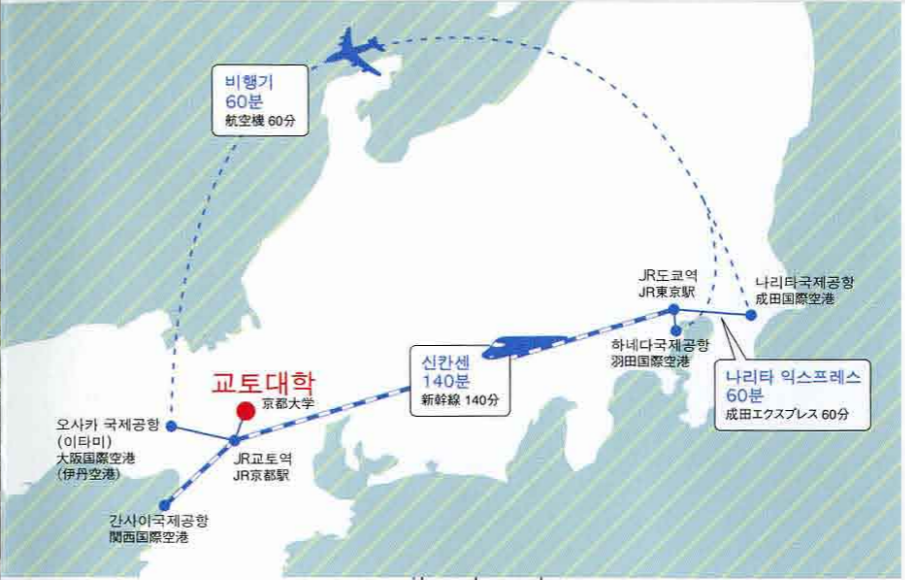 비행기
60분
航空機 60分
JR도쿄역
JR東京駅
나리타국제공항
成田国際空港
하네다국제공항
羽田国際空港
신칸센
140분
新幹線 140分
나리타 익스프레스
60분
成田エクスプレス 60分
교토대학
京都大学
오사카 국제공항
(이타미)
大阪国際空港
(伊丹空港)
JR교토역
JR京都駅
간사이국제공항
関西国際空港